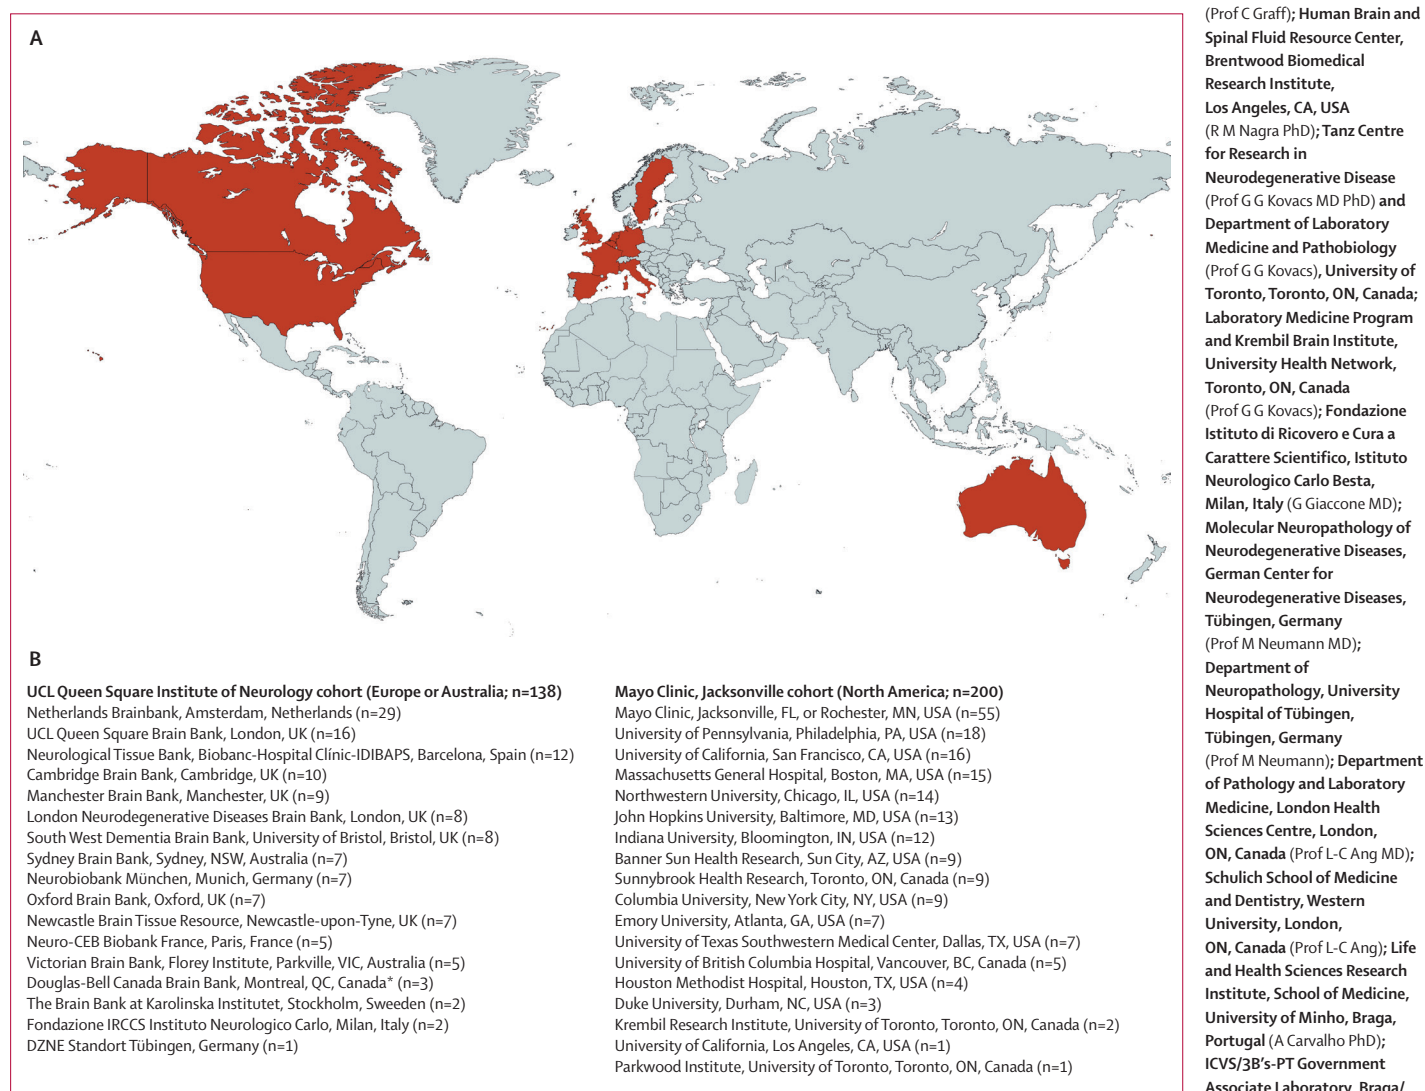 A
B
UCL Queen Square Institute of Neurology cohort (Europe or Australia; n=138)
Netherlands Brainbank, Amsterdam, Netherlands (n=29)
UCL Queen Square Brain Bank, London, UK (n=16)
Neurological Tissue Bank, Biobanc-Hospital Clínic-IDIBAPS, Barcelona, Spain (n=12)
Cambridge Brain Bank, Cambridge, UK (n=10)
Manchester Brain Bank, Manchester, UK (n=9)
London Neurodegenerative Diseases Brain Bank, London, UK (n=8)
South West Dementia Brain Bank, University of Bristol, Bristol, UK (n=8)
Sydney Brain Bank, Sydney, NSW, Australia (n=7)
Neurobiobank München, Munich, Germany (n=7)
Oxford Brain Bank, Oxford, UK (n=7)
Newcastle Brain Tissue Resource, Newcastle-upon-Tyne, UK (n=7)
Neuro-CEB Biobank France, Paris, France (n=5)
Victorian Brain Bank, Florey Institute, Parkville, VIC, Australia (n=5)
Douglas-Bell Canada Brain Bank, Montreal, QC, Canada* (n=3)
The Brain Bank at Karolinska Institutet, Stockholm, Sweden (n=2)
Fondazione IRCCS Instituto Neurologico Carlo, Milan, Italy (n=2)
DZNE Standort Tübingen, Germany (n=1)
Mayo Clinic, Jacksonville cohort (North America; n=200)
Mayo Clinic, Jacksonville, FL, or Rochester, MN, USA (n=55)
University of Pennsylvania, Philadelphia, PA, USA (n=18)
University of California, San Francisco, CA, USA (n=16)
Massachusetts General Hospital, Boston, MA, USA (n=15)
Northwestern University, Chicago, IL, USA (n=14)
John Hopkins University, Baltimore, MD, USA (n=13)
Indiana University, Bloomington, IN, USA (n=12)
Banner Sun Health Research, Sun City, AZ, USA (n=9)
Sunnybrook Health Research, Toronto, ON, Canada (n=9)
Columbia University, New York City, NY, USA (n=9)
Emory University, Atlanta, GA, USA (n=7)
University of Texas Southwestern Medical Center, Dallas, TX, USA (n=7)
University of British Columbia Hospital, Vancouver, BC, Canada (n=5)
Houston Methodist Hospital, Houston, TX, USA (n=4)
Duke University, Durham, NC, USA (n=3)
Krembil Research Institute, University of Toronto, Toronto, ON, Canada (n=2)
University of California, Los Angeles, CA, USA (n=1)
Parkwood Institute, University of Toronto, Toronto, ON, Canada (n=1)
(Prof C Graff); Human Brain and
Spinal Fluid Resource Center,
Brentwood Biomedical
Research Institute,
Los Angeles, CA, USA
(R M Nagra PhD); Tanz Centre
for Research in
Neurodegenerative Disease
(Prof G G Kovacs MD PhD) and
Department of Laboratory
Medicine and Pathobiology
(Prof G G Kovacs), University of
Toronto, Toronto, ON, Canada;
Laboratory Medicine Program
and Krembil Brain Institute,
University Health Network,
Toronto, ON, Canada
(Prof G G Kovacs); Fondazione
Istituto di Ricovero e Cura a
Carattere Scientifico, Istituto
Neurologico Carlo Besta,
Milan, Italy (G Giaccone MD);
Molecular Neuropathology of
Neurodegenerative Diseases,
German Center for
Neurodegenerative Diseases,
Tübingen, Germany
(Prof M Neumann MD);
Department of
Neuropathology, University
Hospital of Tübingen,
Tübingen, Germany
(Prof M Neumann); Department
of Pathology and Laboratory
Medicine, London Health
Sciences Centre, London,
ON, Canada (Prof L-C Ang MD);
Schulich School of Medicine
and Dentistry, Western
University, London,
ON, Canada (Prof L-C Ang); Life
and Health Sciences Research
Institute, School of Medicine,
University of Minho, Braga,
Portugal (A Carvalho PhD);
ICVS/3B's-PT Government
Associate Laboratory, Braga/